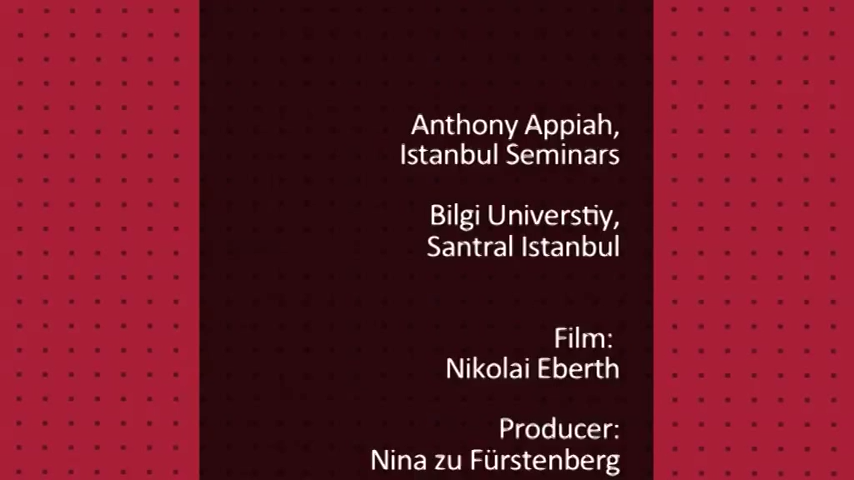 Anthony Appiah,
Istanbul Seminars
Bilgi Universtiy,
Santral Istanbul
Film:
Nikolai Eberth
Producer:
Nina zu Fürstenberg